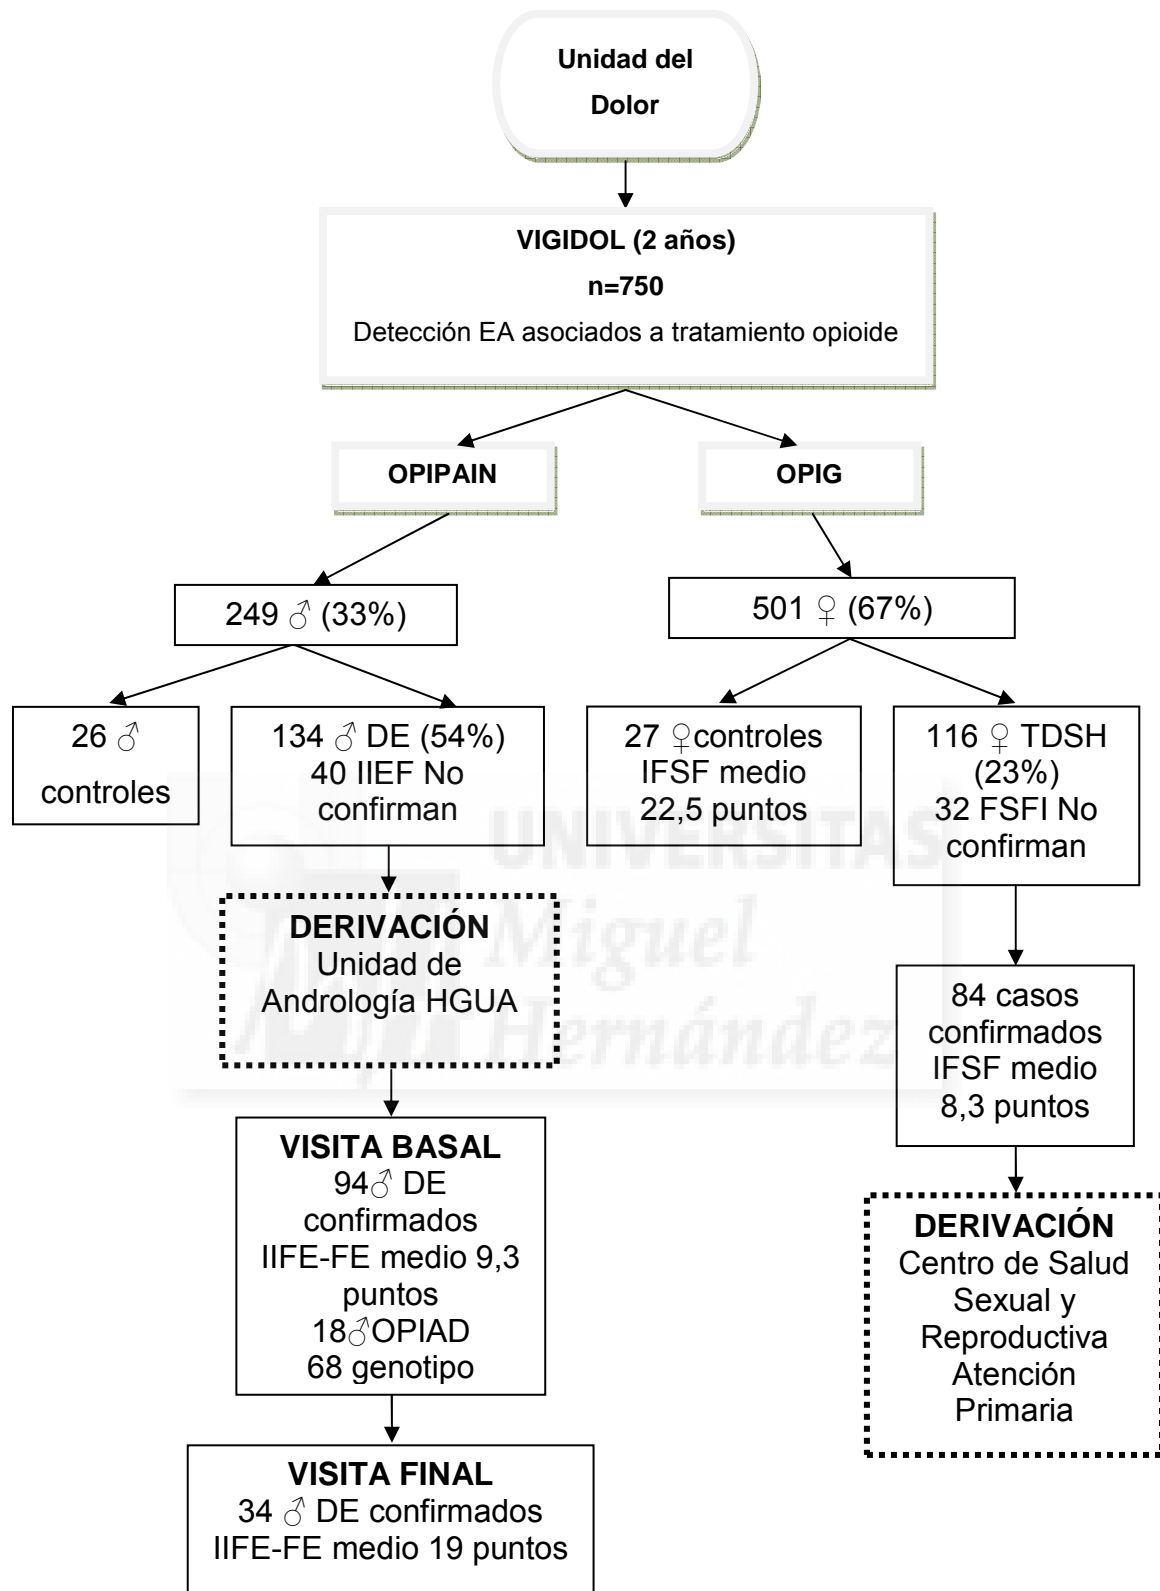 Unidad del
Dolor
VIGIDOL (2 años)
n=750
Detección EA asociados a tratamiento opioide
OPIPAIN
OPIG
249 ♂ (33%)
501 ♀ (67%)
26 ♂
controles
134 ♂ DE (54%)
40 IIEF No
confirman
27 ♀controles
IFSF medio
22,5 puntos
116 ♀ TDSH
(23%)
32 FSFI No
confirman
UNIVERSITAS
Miguel
Hernández
DERIVACIÓN
Unidad de
Andrología HGUA
84 casos
confirmados
IFSF medio
8,3 puntos
VISITA BASAL
94♂ DE
confirmados
IIFE-FE medio 9,3
puntos
18♂OPIAD
68 genotipo
DERIVACIÓN
Centro de Salud
Sexual y
Reproductiva
Atención
Primaria
VISITA FINAL
34 ♂ DE confirmados
IIFE-FE medio 19 puntos